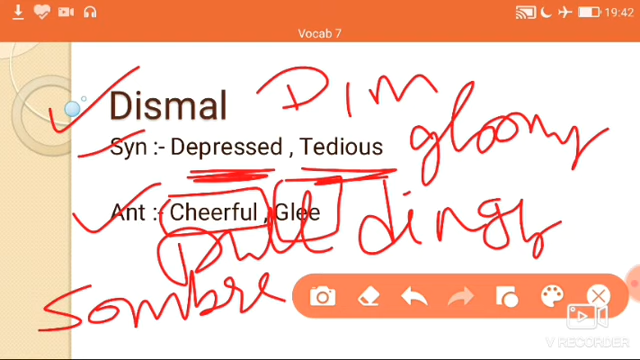 19:42
Vocab 7
Dismal Dim
Syn :- Depressed , Tedious gloomy
Ant :- Cheerful , Glee
Dull dingy
Sombre
V RECORDER